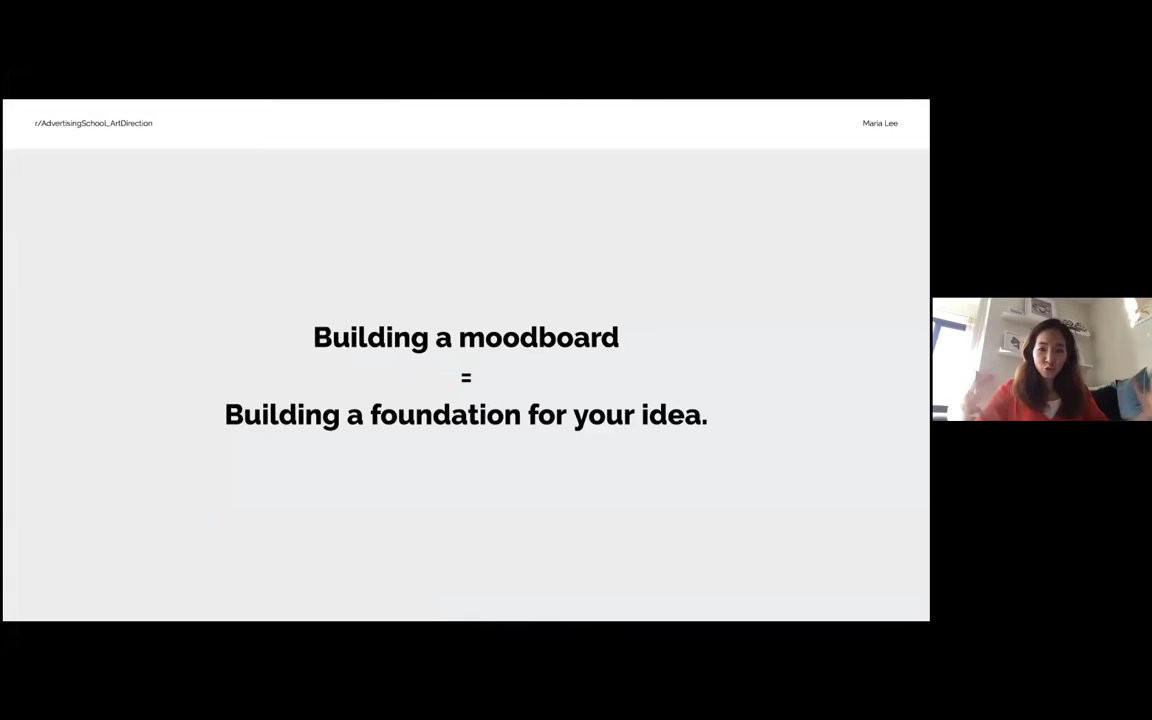 r/AdvertisingSchool_ArtDirection
Maria Lee
Building a moodboard
=
Building a foundation for your idea.